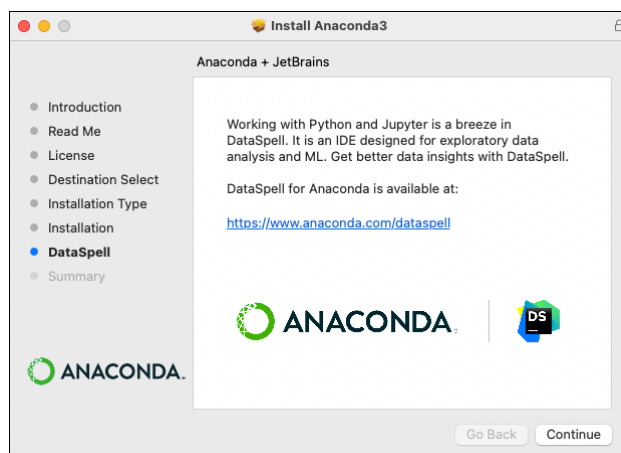 Install Anaconda3
Anaconda + JetBrains
Introduction
Read Me
License
Destination Select
Installation Type
Installation
DataSpell
Summary
Working with Python and Jupyter is a breeze in
DataSpell. It is an IDE designed for exploratory data
analysis and ML. Get better data insights with DataSpell.
DataSpell for Anaconda is available at:
https://www.anaconda.com/dataspell
ANACONDA.
DS
ANACONDA.
Go Back
Continue